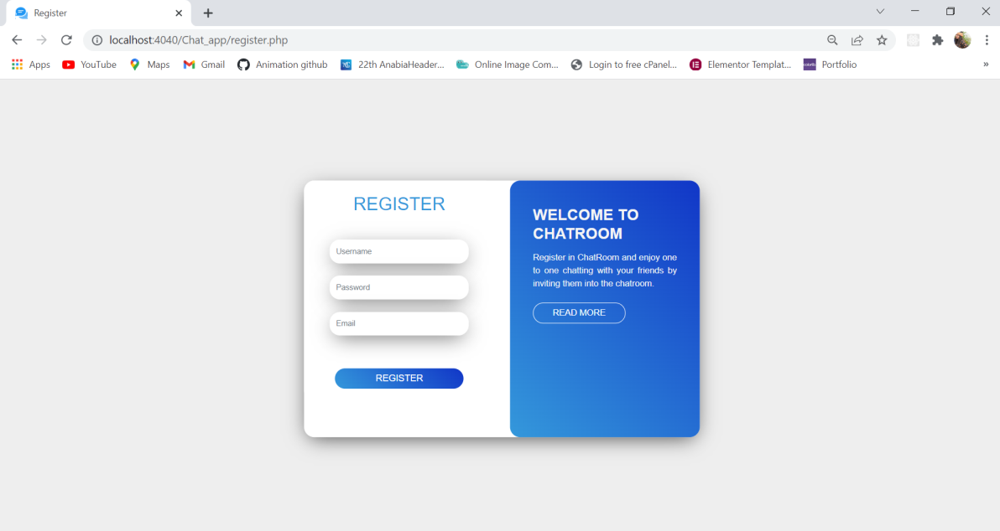 Register
localhost:4040/Chat_app/register.php
Apps YouTube Maps Gmail Animation github 22th AnabiaHeader... Online Image Com... Login to free cPanel... Elementor Templat... Portfolio »
REGISTER
Username
Password
Email
REGISTER
WELCOME TO
CHATROOM
Register in ChatRoom and enjoy one
to one chatting with your friends by
inviting them into the chatroom.
READ MORE